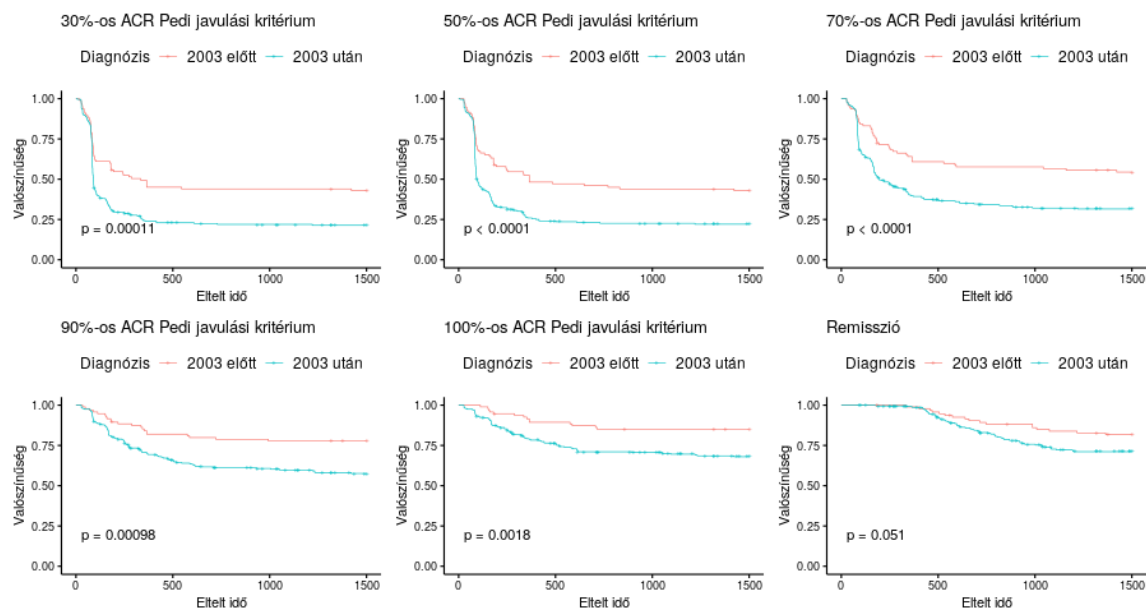 30%-os ACR Pedi javulási kritérium
Diagnózis 2003 előtt 2003 után
1.00
0.75
0.50
0.25
0.00
Valószínűség
p = 0.00011
0 500 1000 1500
Eltelt idő
50%-os ACR Pedi javulási kritérium
Diagnózis 2003 előtt 2003 után
1.00
0.75
0.50
0.25
0.00
Valószínűség
p < 0.0001
0 500 1000 1500
Eltelt idő
70%-os ACR Pedi javulási kritérium
Diagnózis 2003 előtt 2003 után
1.00
0.75
0.50
0.25
0.00
Valószínűség
p < 0.0001
0 500 1000 1500
Eltelt idő
90%-os ACR Pedi javulási kritérium
Diagnózis 2003 előtt 2003 után
1.00
0.75
0.50
0.25
0.00
Valószínűség
p = 0.00098
0 500 1000 1500
Eltelt idő
100%-os ACR Pedi javulási kritérium
Diagnózis 2003 előtt 2003 után
1.00
0.75
0.50
0.25
0.00
Valószínűség
p = 0.0018
0 500 1000 1500
Eltelt idő
Remisszió
Diagnózis 2003 előtt 2003 után
1.00
0.75
0.50
0.25
0.00
Valószínűség
p = 0.051
0 500 1000 1500
Eltelt idő